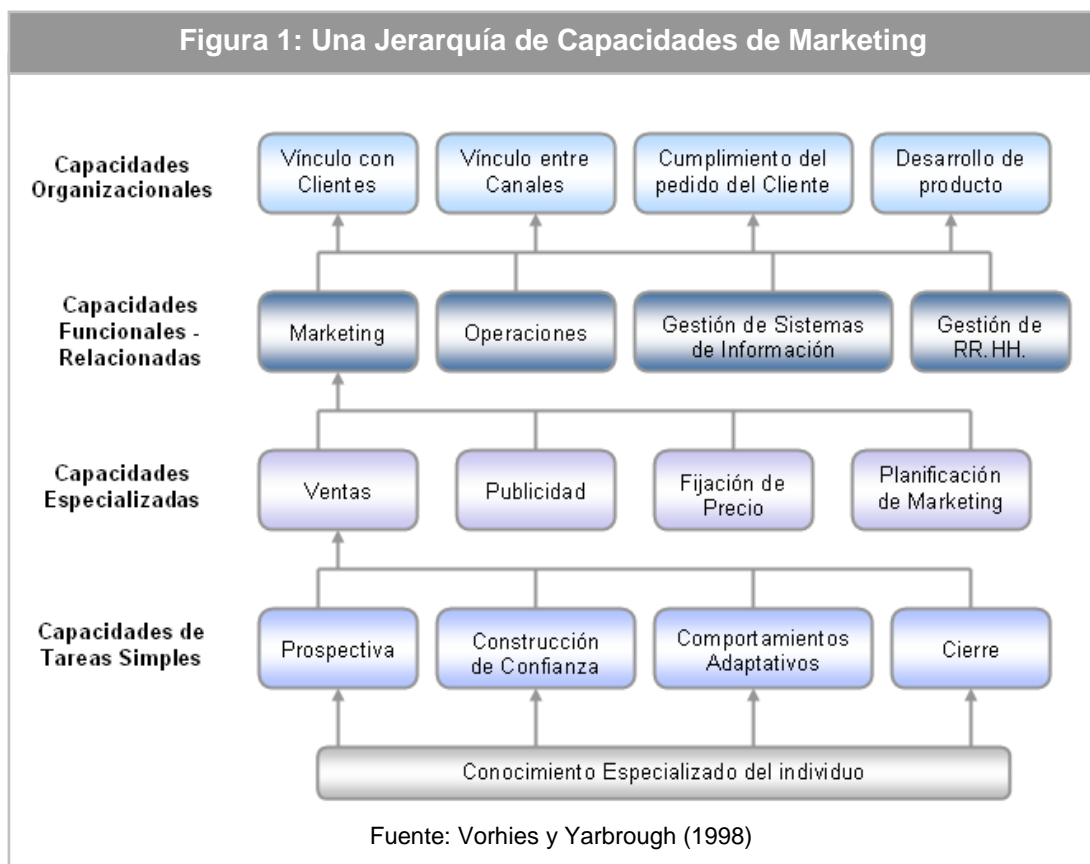 Figura 1: Una Jerarquía de Capacidades de Marketing
Capacidades
Organizacionales
Vínculo con
Clientes
Vínculo entre
Canales
Cumplimiento del
pedido del Cliente
Desarrollo de
producto
Capacidades
Funcionales -
Relacionadas
Marketing
Operaciones
Gestión de Sistemas
de Información
Gestión de
RR.HH.
Capacidades
Especializadas
Ventas
Publicidad
Fijación de
Precio
Planificación
de Marketing
Capacidades de
Tareas Simples
Prospectiva
Construcción
de Confianza
Comportamientos
Adaptativos
Cierre
Conocimiento Especializado del individuo
Fuente: Vorhies y Yarbrough (1998)